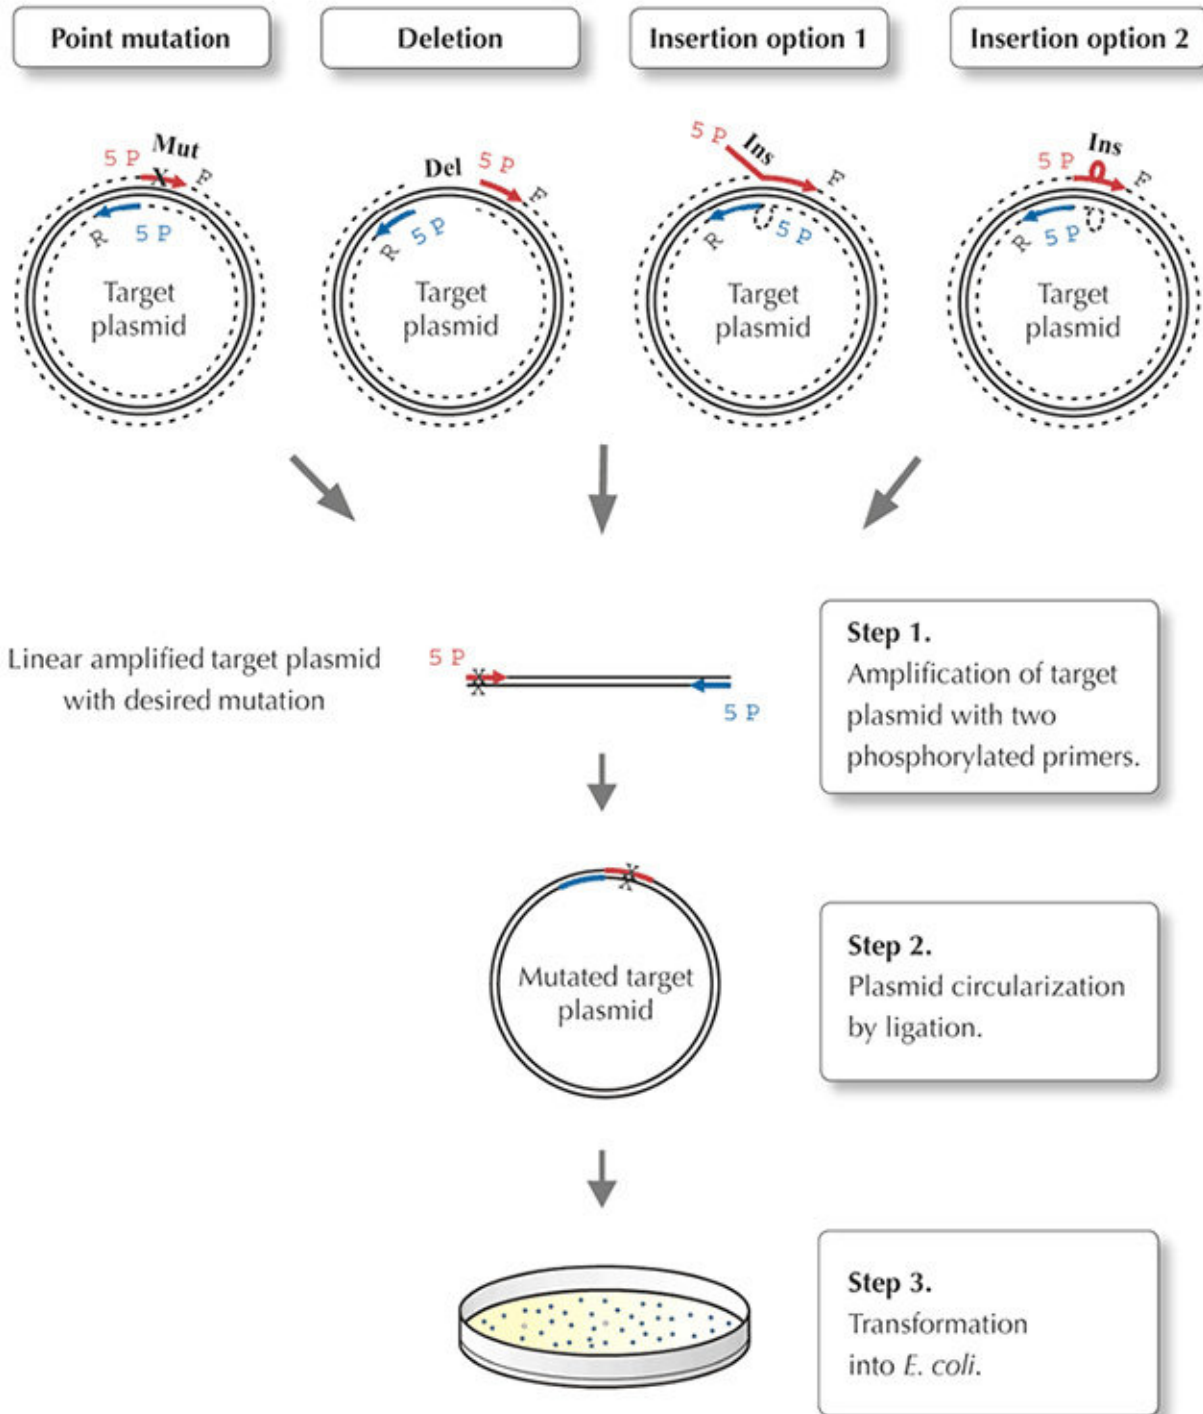 Point mutation
Deletion
Insertion option 1
Insertion option 2
5 P
Mut
X
F
R
5 P
Target
plasmid
Del
5 P
F
R
5 P
Target
plasmid
5 P
Ins
F
R
5 P
Target
plasmid
Ins
5 P
F
R
5 P
Target
plasmid
Linear amplified target plasmid
with desired mutation
5 P
X
X
5 P
Step 1.
Amplification of target
plasmid with two
phosphorylated primers.
X
X
Mutated target
plasmid
Step 2.
Plasmid circularization
by ligation.
Step 3.
Transformation
into E. coli.